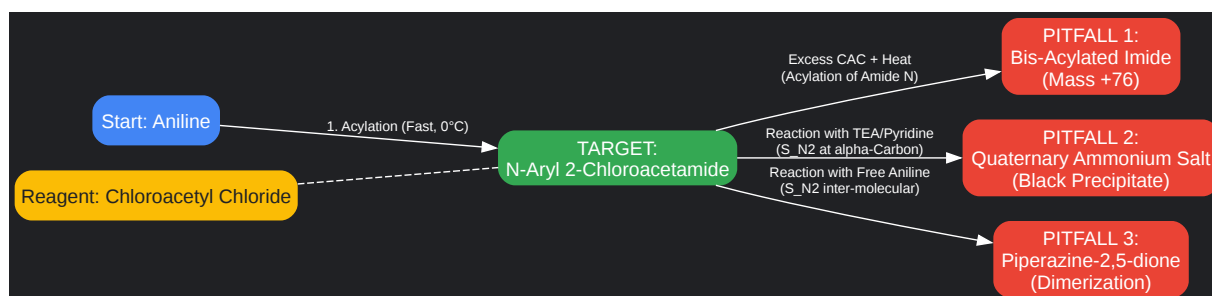 Start: Aniline
Reagent: Chloroacetyl Chloride
1. Acylation (Fast, 0°C)
TARGET:
N-Aryl 2-Chloroacetamide
Excess CAC + Heat
(Acylation of Amide N)
Reaction with TEA/Pyridine
(S_N2 at alpha-Carbon)
Reaction with Free Aniline
(S_N2 inter-molecular)
PITFALL 1:
Bis-Acylated Imide
(Mass +76)
PITFALL 2:
Quaternary Ammonium Salt
(Black Precipitate)
PITFALL 3:
Piperazine-2,5-dione
(Dimerization)